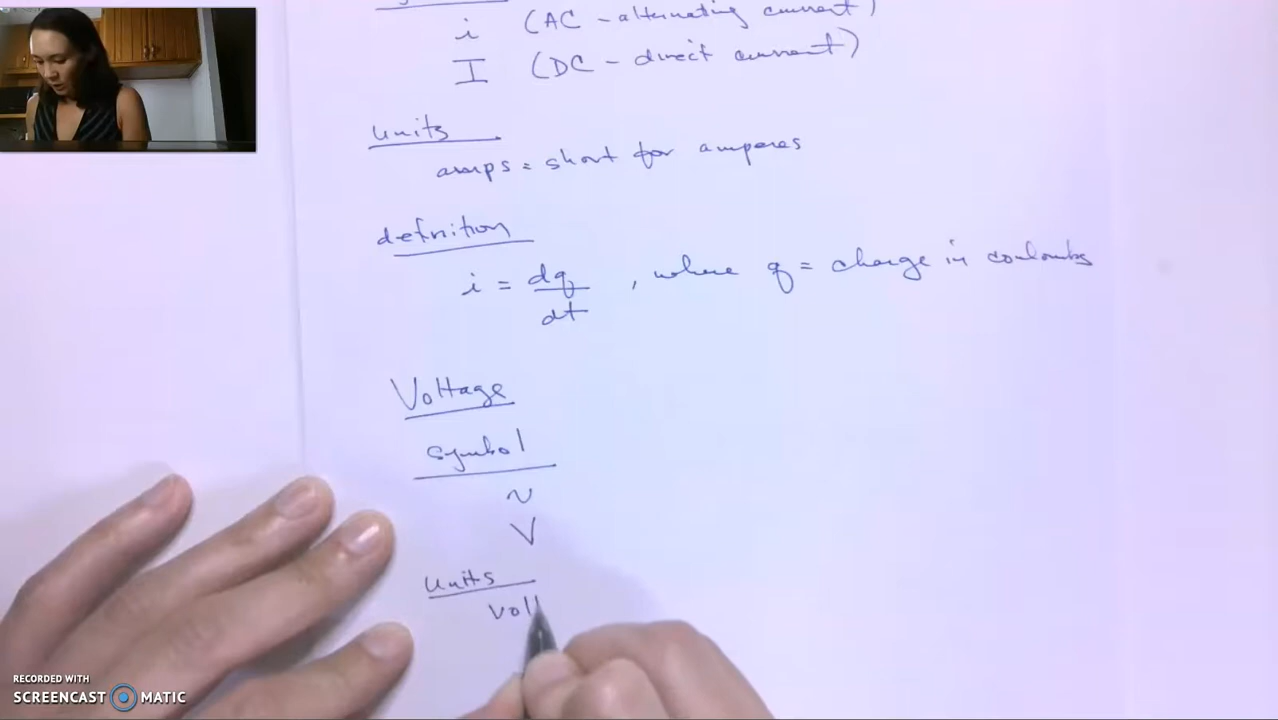 i (AC - alternating current)
I (DC - direct current)
units
amps = short for amperes
definition
i = dq/dt , where q = charge in coulombs
Voltage
symbol
v
V
units
volt
RECORDED WITH
SCREENCAST MATIC